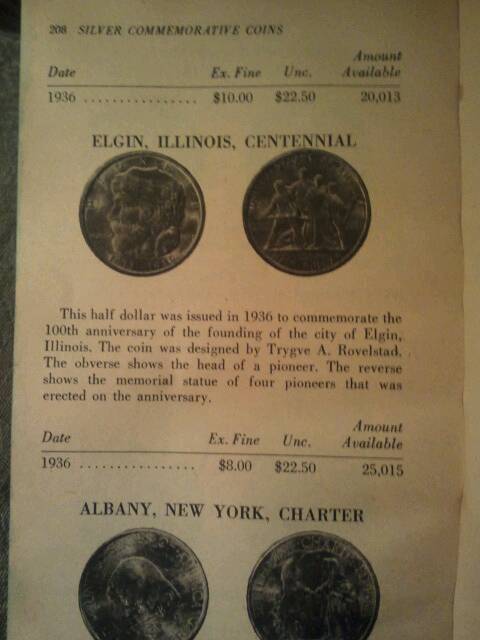 208 SILVER COMMEMORATIVE COINS
Amount
Date Ex. Fine Unc. Available
1936 ................ $10.00 $22.50 20,013
ELGIN, ILLINOIS, CENTENNIAL
This half dollar was issued in 1936 to commemorate the
100th anniversary of the founding of the city of Elgin,
Illinois. The coin was designed by Trygve A. Rovelstad.
The obverse shows the head of a pioneer. The reverse
shows the memorial statue of four pioneers that was
erected on the anniversary.
Amount
Date Ex. Fine Unc. Available
1936 ................ $8.00 $22.50 25,015
ALBANY, NEW YORK, CHARTER